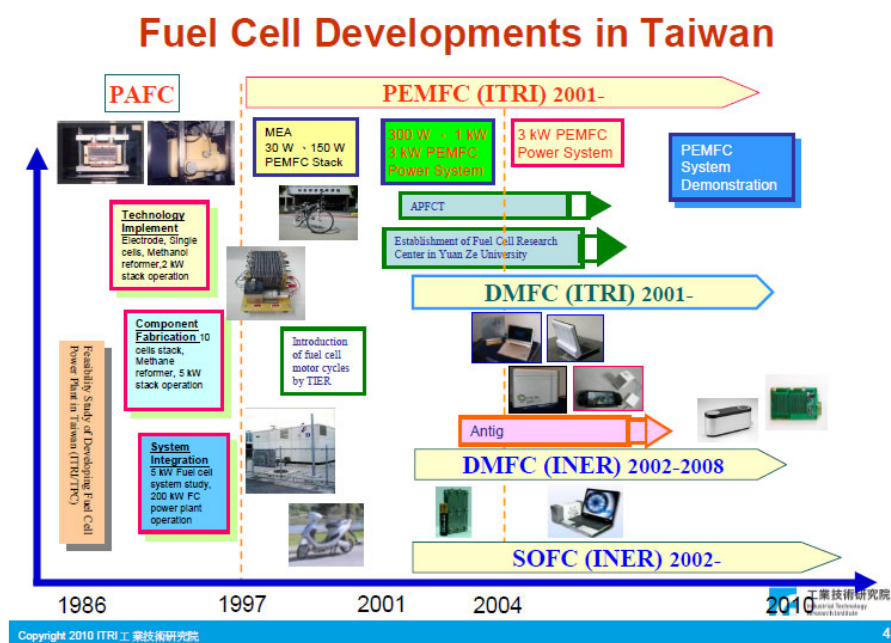 Fuel Cell Developments in Taiwan
PAFC
PEMFC (ITRI) 2001-
MEA
30 W 、150 W
PEMFC Stack
300 W 、1 kW
3 kW PEMFC
Power System
3 kW PEMFC
Power System
PEMFC
System
Demonstration
APFCT
Establishment of Fuel Cell Research
Center in Yuan Ze University
Technology
Implement
Electrode, Single
cells, Methanol
reformer,2 kW
stack operation
DMFC (ITRI) 2001-
Component
Fabrication 10
cells stack,
Methane
reformer, 5 kW
stack operation
Introduction
of fuel cell
motor cycles
by TIER
Feasibility Study of Developing Fuel Cell
Power Plant in Taiwan (ITRI/TPC)
Antig
System
Integration
5 kW Fuel cell
system study,
200 kW FC
power plant
operation
DMFC (INER) 2002-2008
SOFC (INER) 2002-
1986
1997
2001
2004
2010
工業技術研究院
Industrial Technology
Research Institute
Copyright 2010 ITRI 工業技術研究院
4